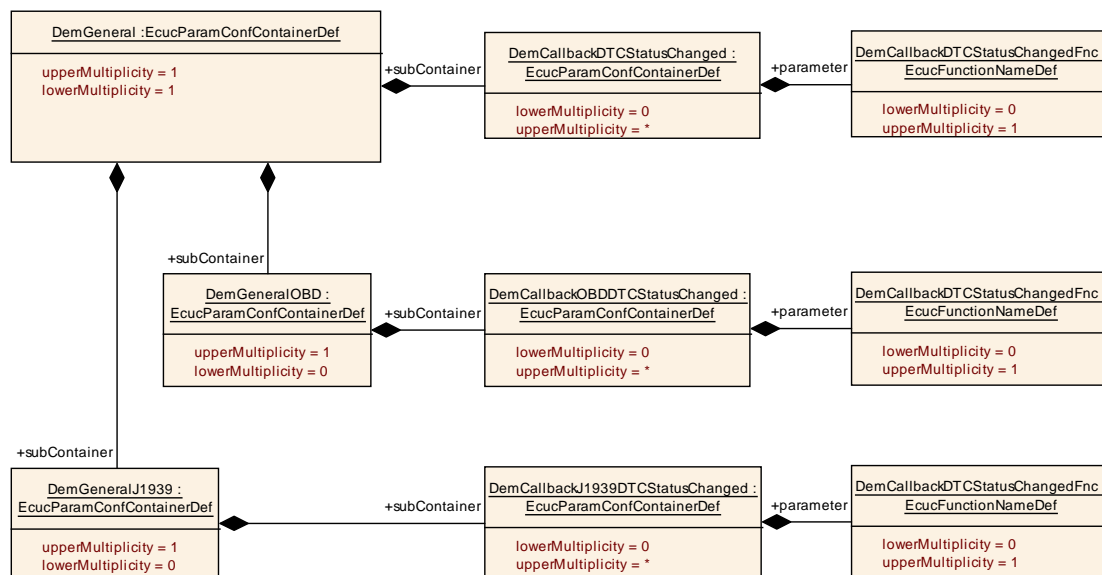 DemGeneral :EcucParamConfContainerDef
upperMultiplicity = 1
lowerMultiplicity = 1
+subContainer
DemCallbackDTCStatusChanged :
EcucParamConfContainerDef
lowerMultiplicity = 0
upperMultiplicity = *
+parameter
DemCallbackDTCStatusChangedFnc
EcucFunctionNameDef
lowerMultiplicity = 0
upperMultiplicity = 1
+subContainer
DemGeneralOBD :
EcucParamConfContainerDef
upperMultiplicity = 1
lowerMultiplicity = 0
+subContainer
DemCallbackOBDDTCStatusChanged :
EcucParamConfContainerDef
lowerMultiplicity = 0
upperMultiplicity = *
+parameter
DemCallbackDTCStatusChangedFnc
EcucFunctionNameDef
lowerMultiplicity = 0
upperMultiplicity = 1
+subContainer
DemGeneralJ1939 :
EcucParamConfContainerDef
upperMultiplicity = 1
lowerMultiplicity = 0
+subContainer
DemCallbackJ1939DTCStatusChanged :
EcucParamConfContainerDef
lowerMultiplicity = 0
upperMultiplicity = *
+parameter
DemCallbackDTCStatusChangedFnc
EcucFunctionNameDef
lowerMultiplicity = 0
upperMultiplicity = 1